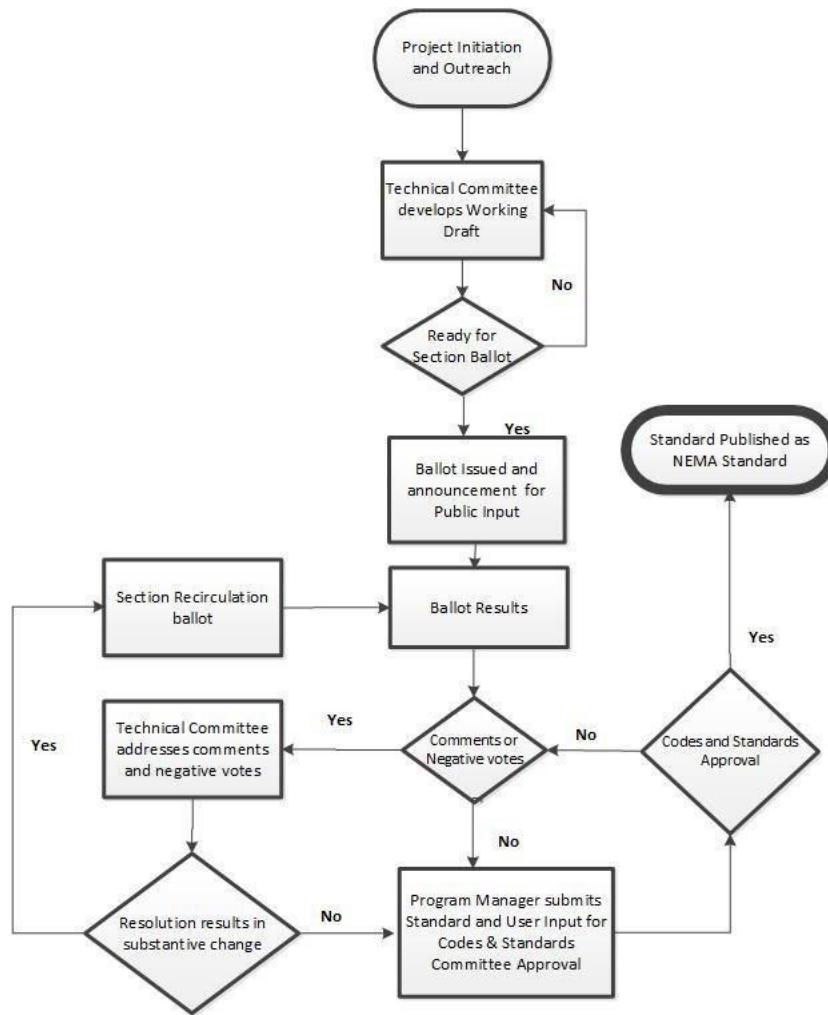 Project Initiation
and Outreach
Technical Committee
develops Working
Draft
No
Ready for
Section Ballot
Yes
Standard Published as
NEMA Standard
Ballot Issued and
announcement for
Public Input
Section Recirculation
ballot
Ballot Results
Yes
Technical Committee
addresses comments
and negative votes
Yes
Yes
Comments or
Negative votes
No
Codes and Standards
Approval
No
Resolution results in
substantive change
No
Program Manager submits
Standard and User Input for
Codes & Standards
Committee Approval